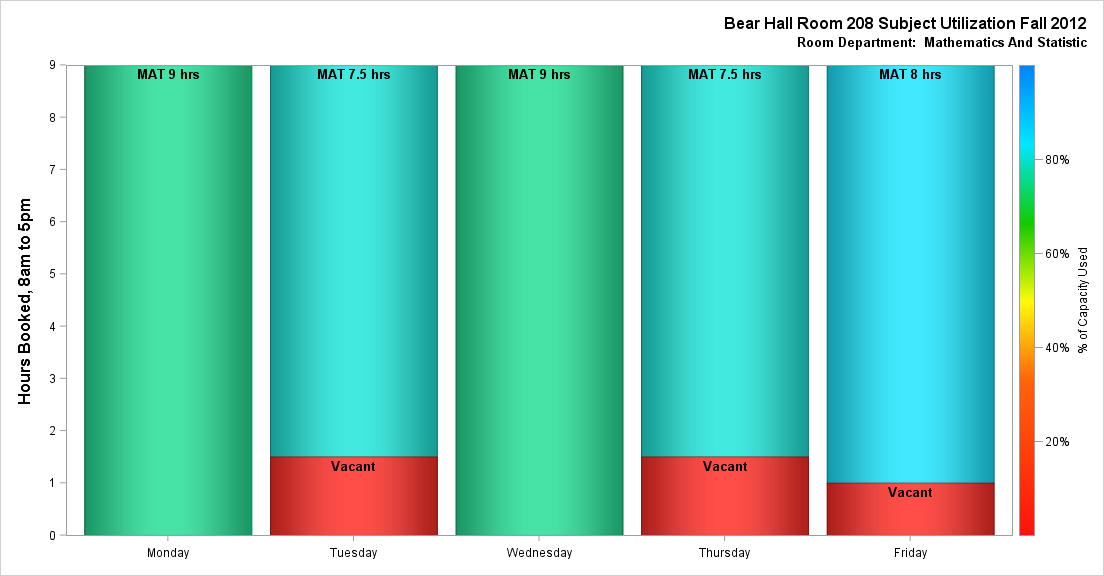 Bear Hall Room 208 Subject Utilization Fall 2012
Room Department:  Mathematics And Statistic
Hours Booked, 8am to 5pm
9
8
7
6
5
4
3
2
1
0
MAT 9 hrs
MAT 7.5 hrs
MAT 9 hrs
MAT 7.5 hrs
MAT 8 hrs
Vacant
Vacant
Vacant
Monday
Tuesday
Wednesday
Thursday
Friday
80%
60%
40%
20%
% of Capacity Used